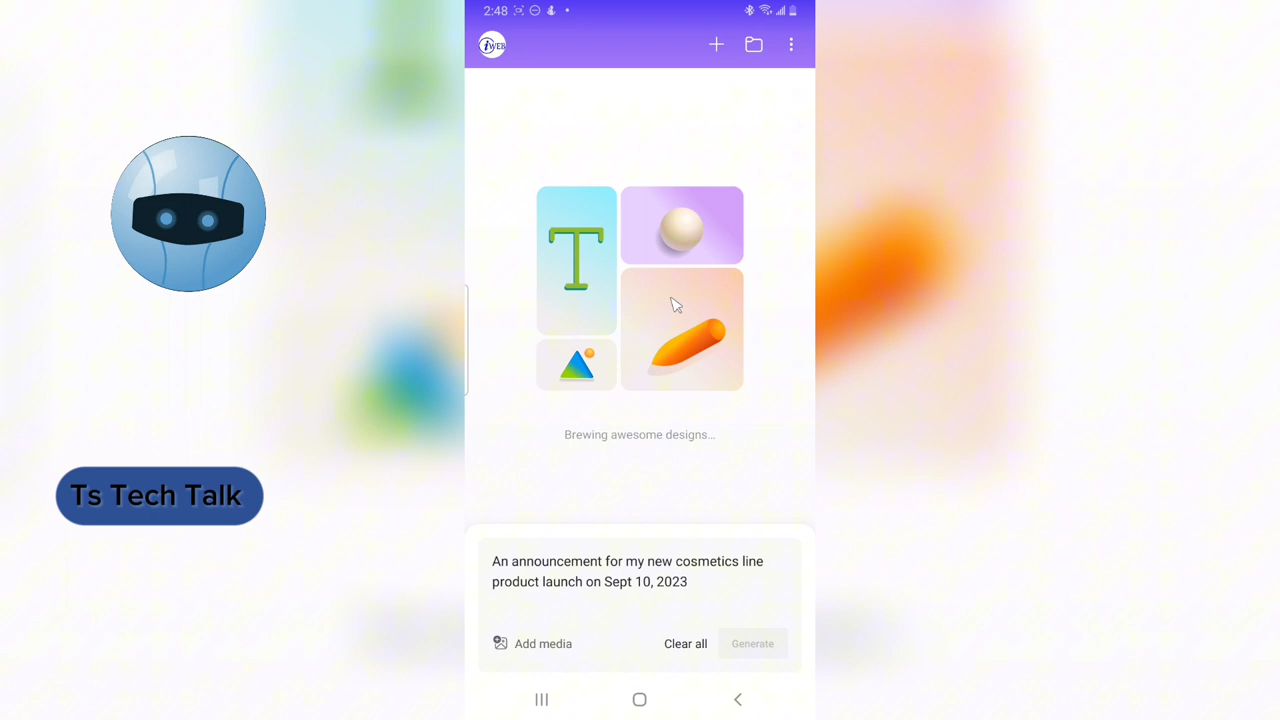 2:48
iWEB
T
Ts Tech Talk
Brewing awesome designs...
An announcement for my new cosmetics line
product launch on Sept 10, 2023
Add media
Clear all
Generate